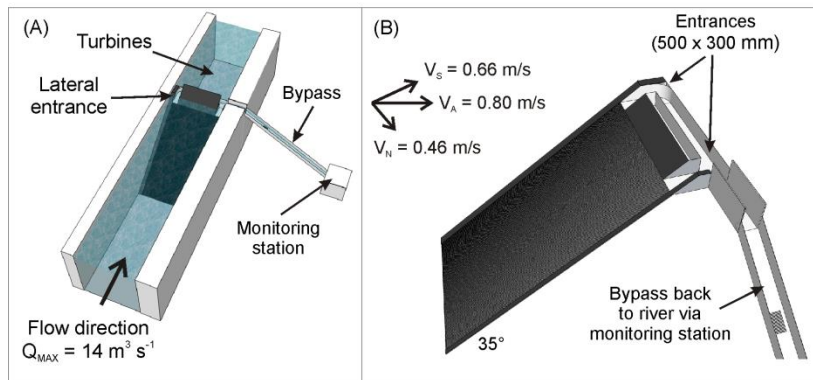 (A)
Turbines
Lateral
entrance
Bypass
Monitoring
station
Flow direction
Q_MAX = 14 m³ s⁻¹
(B)
Entrances
(500 x 300 mm)
V_S = 0.66 m/s
V_A = 0.80 m/s
V_N = 0.46 m/s
35°
Bypass back
to river via
monitoring station